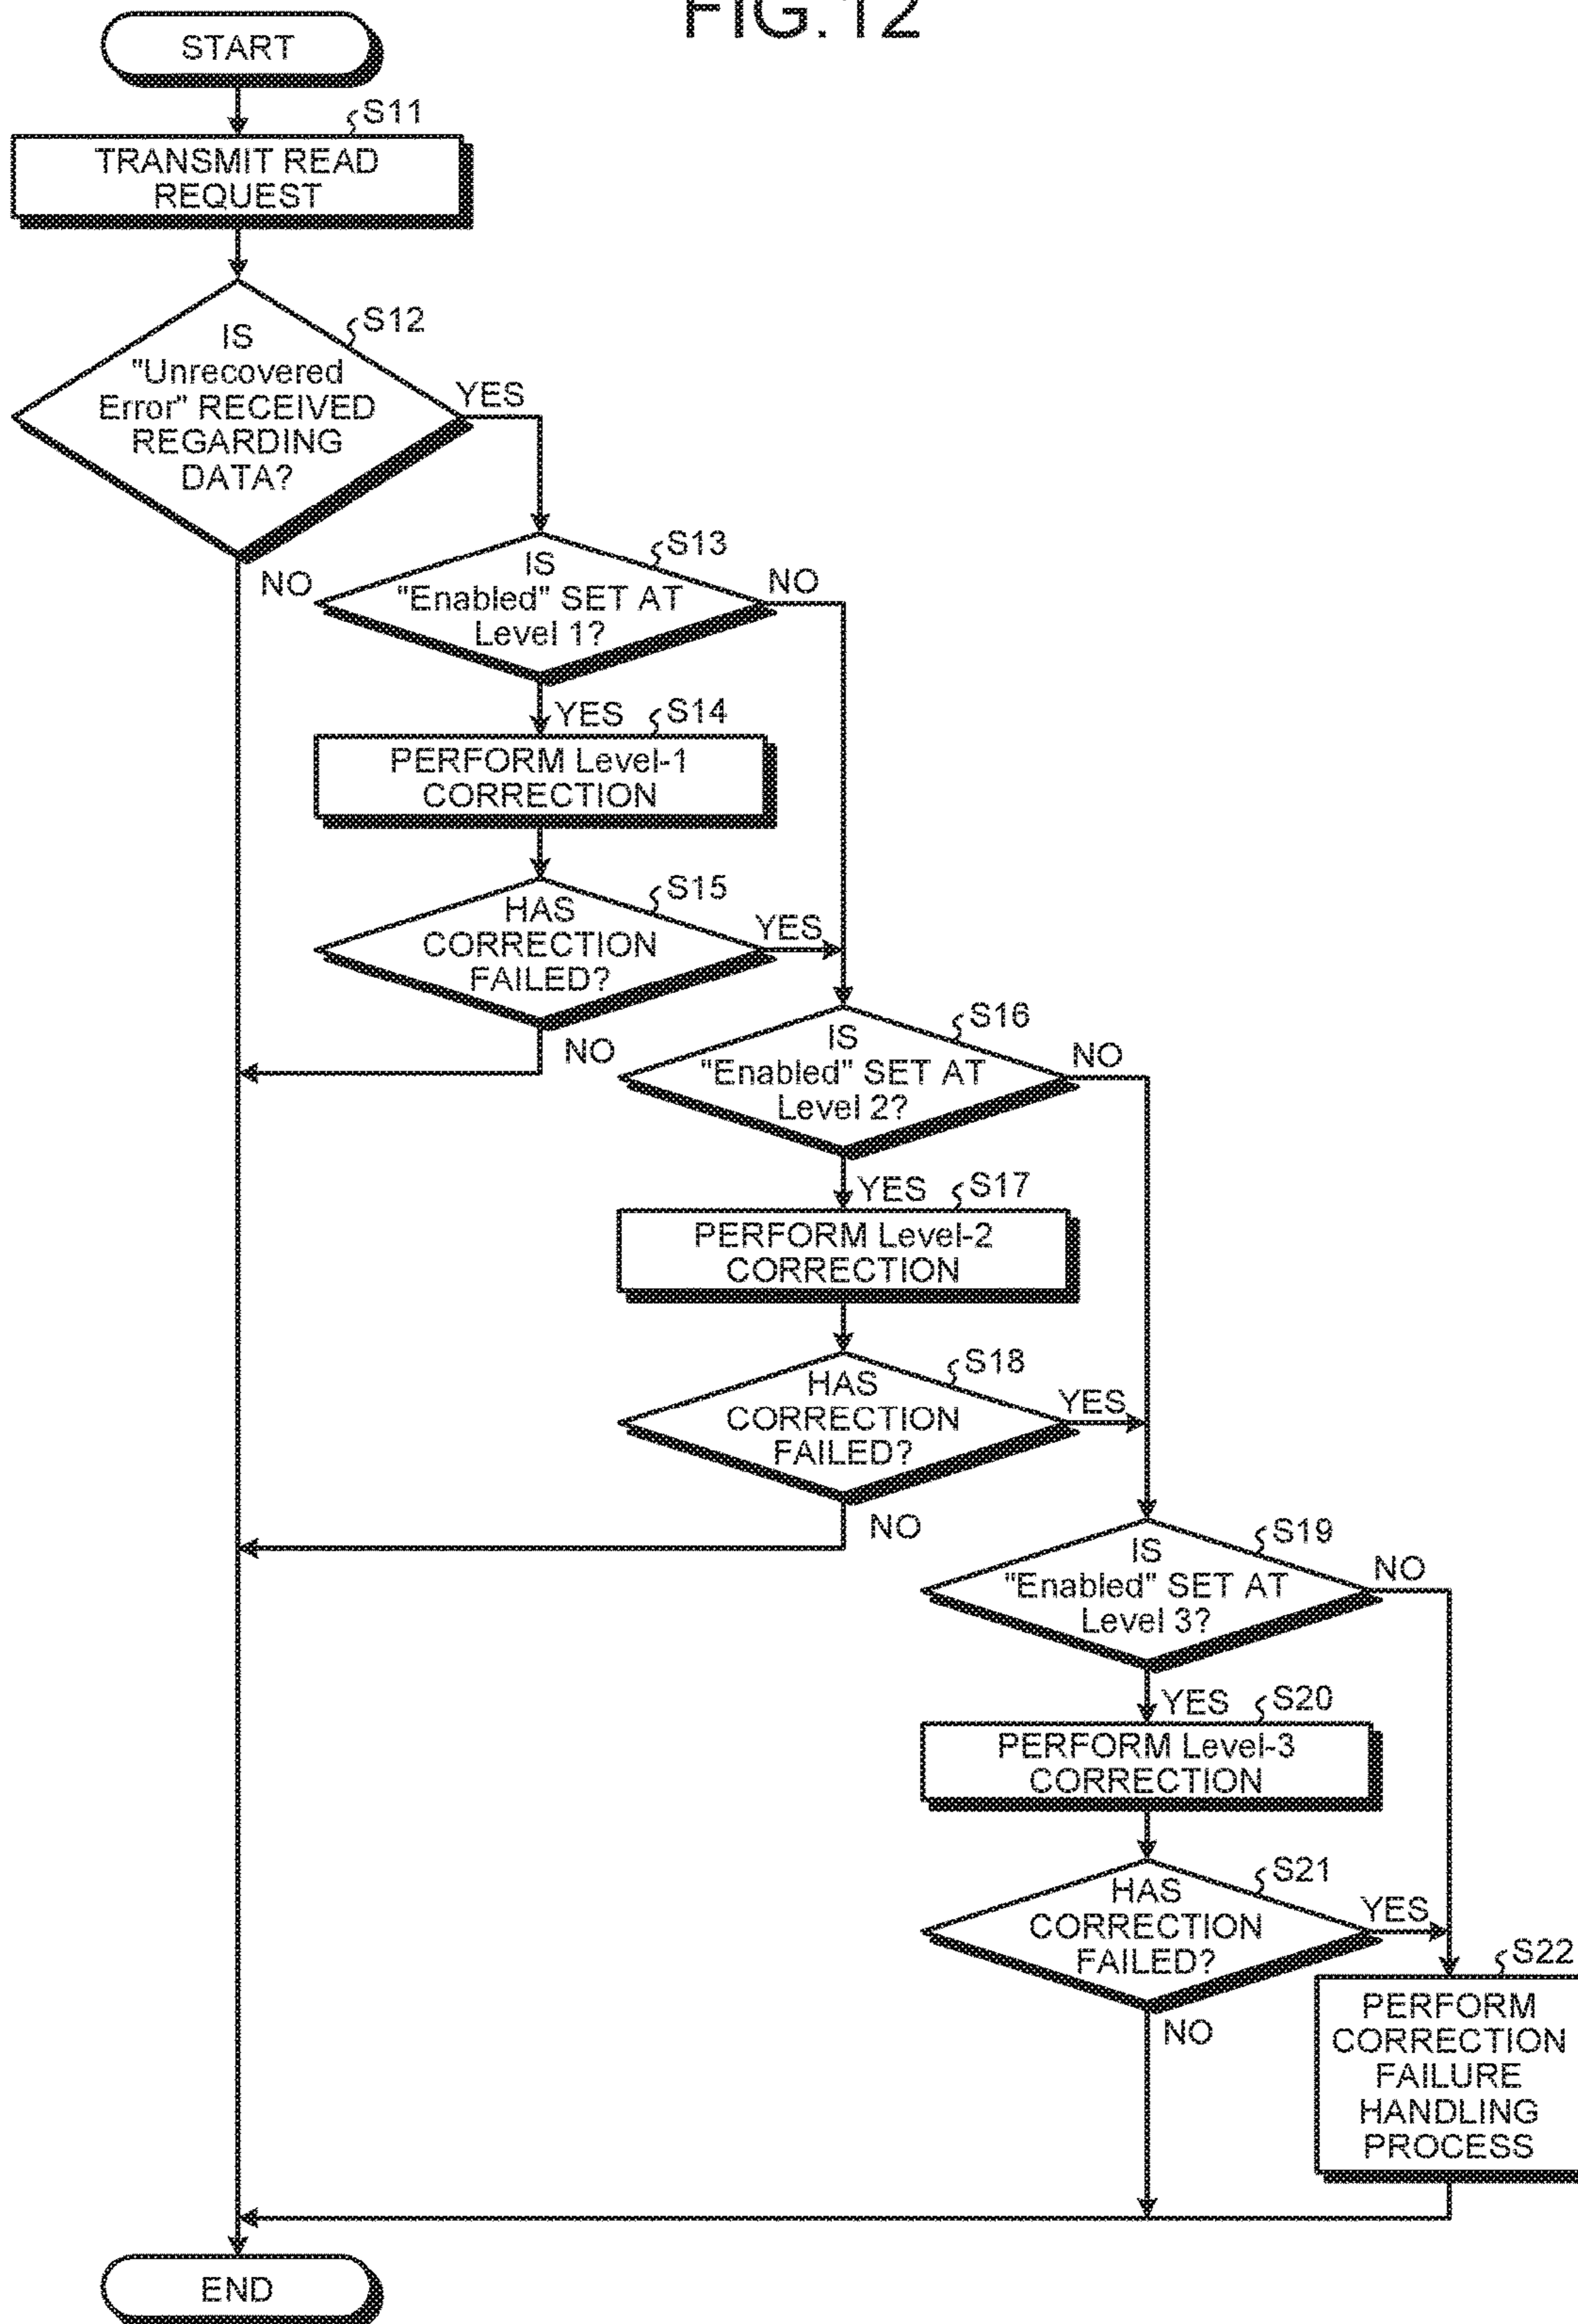 FIG. 12
START
S11
TRANSMIT READ
REQUEST
S12
IS
"Unrecovered
Error" RECEIVED
REGARDING
DATA?
YES
NO
S13
IS
"Enabled" SET AT
Level 1?
NO
YES
S14
PERFORM Level-1
CORRECTION
S15
HAS
CORRECTION
FAILED?
YES
NO
S16
IS
"Enabled" SET AT
Level 2?
NO
YES
S17
PERFORM Level-2
CORRECTION
S18
HAS
CORRECTION
FAILED?
YES
NO
S19
IS
"Enabled" SET AT
Level 3?
NO
YES
S20
PERFORM Level-3
CORRECTION
S21
HAS
CORRECTION
FAILED?
YES
NO
S22
PERFORM
CORRECTION
FAILURE
HANDLING
PROCESS
END